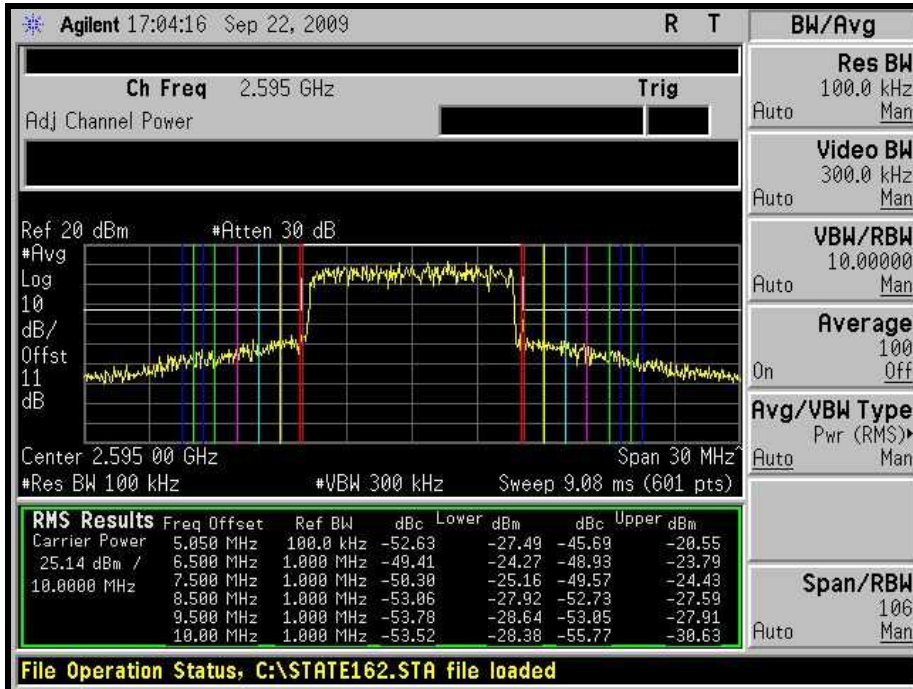 Agilent 17:04:16 Sep 22, 2009 R T
BW/Avg
Ch Freq 2.595 GHz Trig
Adj Channel Power
Res BW
100.0 kHz
Auto Man
Video BW
300.0 kHz
Auto Man
VBW/RBW
10.00000
Auto Man
Average
100
On Off
Avg/VBW Type
Pwr (RMS)
Auto Man
Span/RBW
106
Auto Man
Ref 20 dBm #Atten 30 dB
#Avg
Log
10
dB/
Offst
11
dB
Center 2.595 00 GHz Span 30 MHz^
#Res BW 100 kHz #VBW 300 kHz Sweep 9.08 ms (601 pts)
RMS Results Freq Offset Ref BW dBc Lower dBm dBc Upper dBm
Carrier Power 5.050 MHz 100.0 kHz -52.63 -27.49 -45.69 -20.55
25.14 dBm / 6.500 MHz 1.000 MHz -49.41 -24.27 -48.93 -23.79
10.0000 MHz 7.500 MHz 1.000 MHz -50.30 -25.16 -49.57 -24.43
8.500 MHz 1.000 MHz -53.06 -27.92 -52.73 -27.59
9.500 MHz 1.000 MHz -53.78 -28.64 -53.05 -27.91
10.00 MHz 1.000 MHz -53.52 -28.38 -55.77 -30.63
File Operation Status, C:\STATE162.STA file loaded